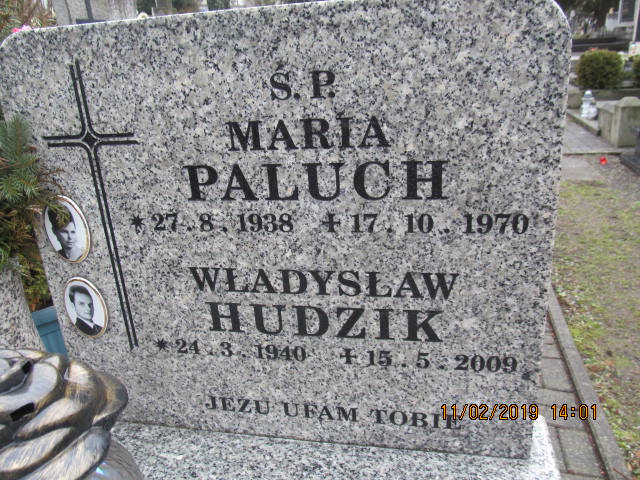 Ś.P.
MARIA
PALUCH
*27.8.1938 +17.10.1970
WŁADYSŁAW
HUDZIK
*24.3.1940 +15.5.2009
JEZU UFAM TOBIE
11/02/2019 14:01